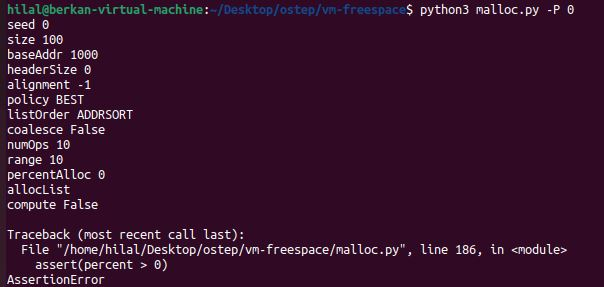 hilal@berkan-virtual-machine:~/Desktop/ostep/vm-freespace$ python3 malloc.py -P 0
seed 0
size 100
baseAddr 1000
headerSize 0
alignment -1
policy BEST
listOrder ADDRSORT
coalesce False
numOps 10
range 10
percentAlloc 0
allocList
compute False

Traceback (most recent call last):
  File "/home/hilal/Desktop/ostep/vm-freespace/malloc.py", line 186, in <module>
    assert(percent > 0)
AssertionError